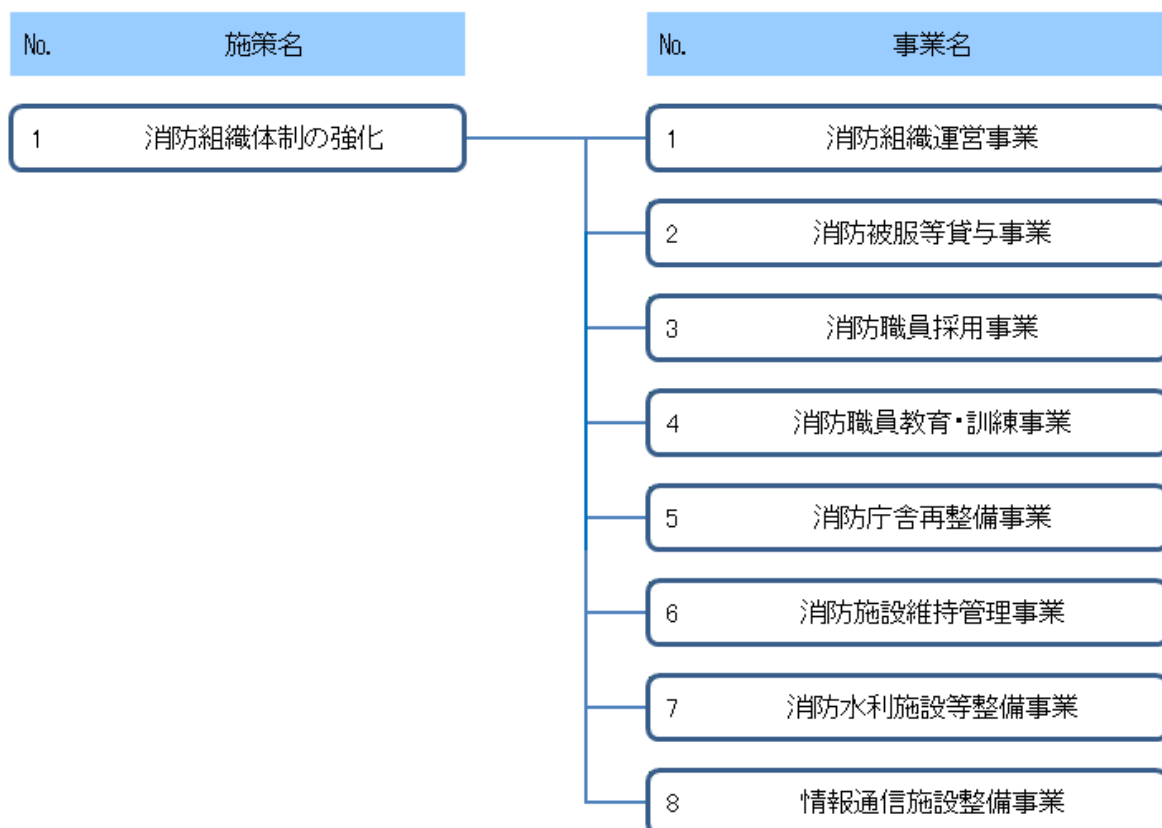 No. 施策名 No. 事業名
1 消防組織体制の強化 1 消防組織運営事業
2 消防被服等貸与事業
3 消防職員採用事業
4 消防職員教育・訓練事業
5 消防庁舎再整備事業
6 消防施設維持管理事業
7 消防水利施設等整備事業
8 情報通信施設整備事業